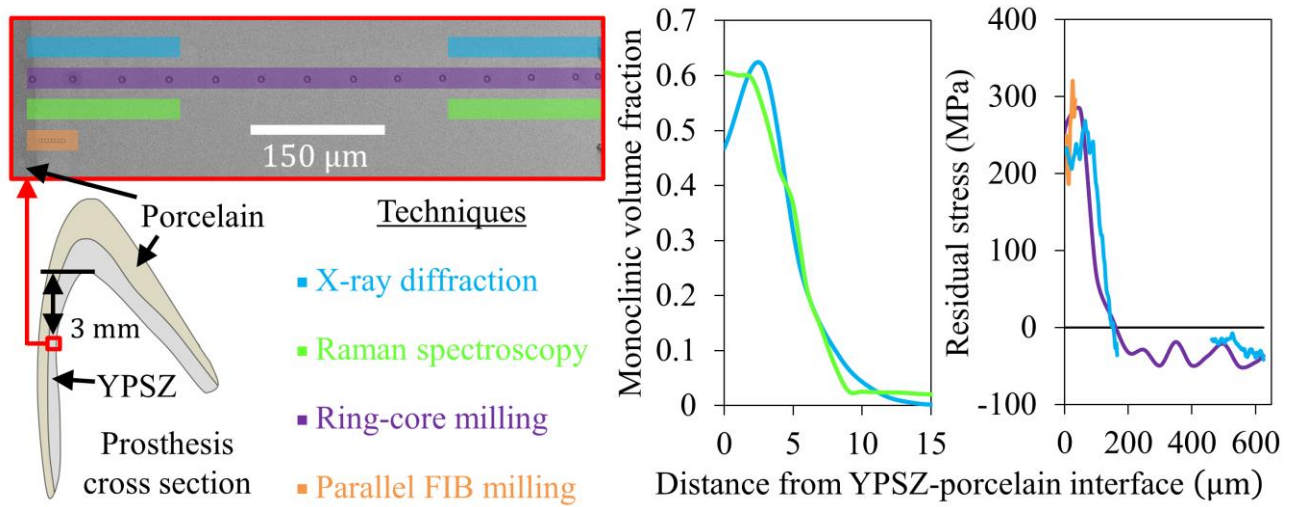 150 μm
Porcelain
3 mm
YPSZ
Prosthesis
cross section
Techniques
X-ray diffraction
Raman spectroscopy
Ring-core milling
Parallel FIB milling
Monoclinic volume fraction
0.7
0.6
0.5
0.4
0.3
0.2
0.1
0
0
5
10
15
Residual stress (MPa)
400
300
200
100
0
-100
0
200
400
600
Distance from YPSZ-porcelain interface (μm)